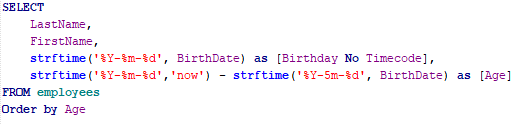 SELECT
LastName,
FirstName,
strftime('%Y-%m-%d', BirthDate) as [Birthday No Timecode],
strftime('%Y-%m-%d','now') - strftime('%Y-5m-%d', BirthDate) as [Age]
FROM employees
Order by Age